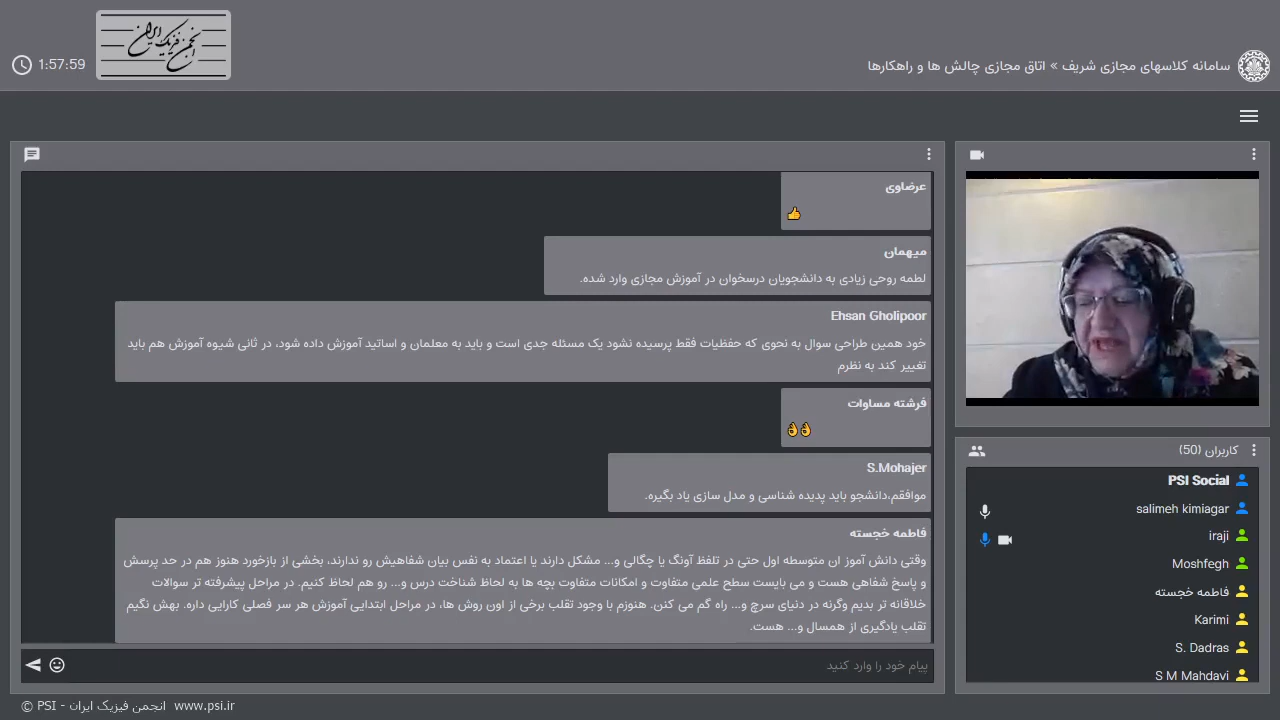 انجمن فیزیک ایران
1:57:59
سامانه کلاسهای مجازی شریف » اتاق مجازی چالش ها و راهکارها
عرضاوی
👍
میهمان
لطمه روحی زیادی به دانشجویان درسخوان در آموزش مجازی وارد شده.
Ehsan Gholipoor
خود همین طراحی سوال به نحوی که حفظیات فقط پرسیده نشود یک مسئله جدی است و باید به معلمان و اساتید آموزش داده شود، در ثانی شیوه آموزش هم باید
تغییر کند به نظرم
فرشته مساوات
👌👌
S.Mohajer
موافقم،دانشجو باید پدیده شناسی و مدل سازی یاد بگیره.
فاطمه خجسته
وقتی دانش آموز ان متوسطه اول حتی در تلفظ آونگ یا چگالی و... مشکل دارند یا اعتماد به نفس بیان شفاهیش رو ندارند، بخشی از بازخورد هنوز هم در حد پرسش
و پاسخ شفاهی هست و می بایست سطح علمی متفاوت و امکانات متفاوت بچه ها به لحاظ شناخت درس و... رو هم لحاظ کنیم. در مراحل پیشرفته تر سوالات
خلاقانه تر بدیم وگرنه در دنیای سرچ و... راه گم می کنن. هنوزم با وجود تقلب برخی از اون روش ها، در مراحل ابتدایی آموزش هر سر فصلی کارایی داره. بهش نگیم
تقلب یادگیری از همسال و... هست.
پیام خود را وارد کنید
کاربران (50)
PSI Social
salimeh kimiagar
iraji
Moshfegh
فاطمه خجسته
Karimi
S. Dadras
S M Mahdavi
© PSI - انجمن فیزیک ایران www.psi.ir